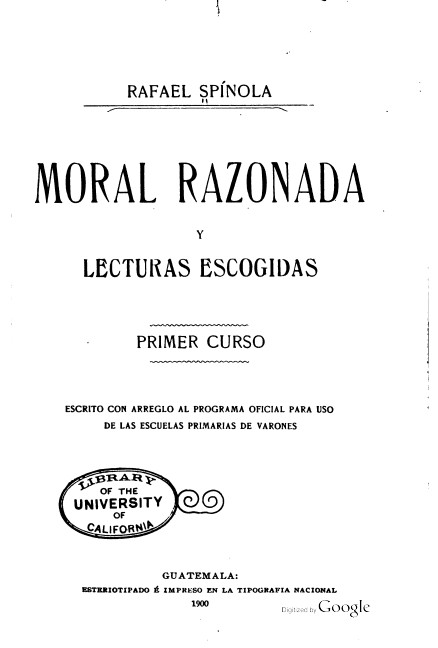 RAFAEL SPÍNOLA
MORAL RAZONADA
Y
LECTURAS ESCOGIDAS
PRIMER CURSO
ESCRITO CON ARREGLO AL PROGRAMA OFICIAL PARA USO
DE LAS ESCUELAS PRIMARIAS DE VARONES
LIBRARY
OF THE
UNIVERSITY
OF
CALIFORNIA
GUATEMALA:
ESTERIOTIPADO É IMPRESO EN LA TIPOGRAFIA NACIONAL
1900
Digitized by Google